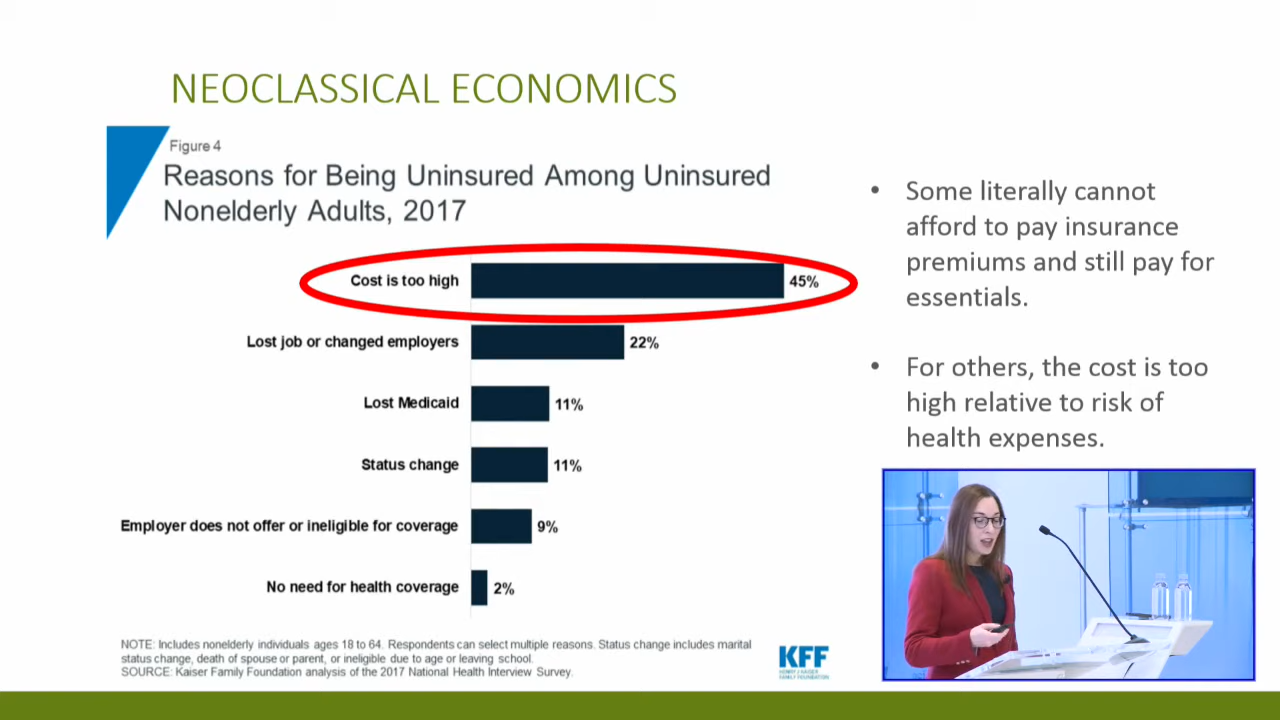 NEOCLASSICAL ECONOMICS
Figure 4
Reasons for Being Uninsured Among Uninsured
Nonelderly Adults, 2017
Cost is too high 45%
Lost job or changed employers 22%
Lost Medicaid 11%
Status change 11%
Employer does not offer or ineligible for coverage 9%
No need for health coverage 2%
NOTE: Includes nonelderly individuals ages 18 to 64. Respondents can select multiple reasons. Status change includes marital
status change, death of spouse or parent, or ineligible due to age or leaving school.
SOURCE: Kaiser Family Foundation analysis of the 2017 National Health Interview Survey.
KFF
HENRY J KAISER
FAMILY FOUNDATION
• Some literally cannot
afford to pay insurance
premiums and still pay for
essentials.
• For others, the cost is too
high relative to risk of
health expenses.